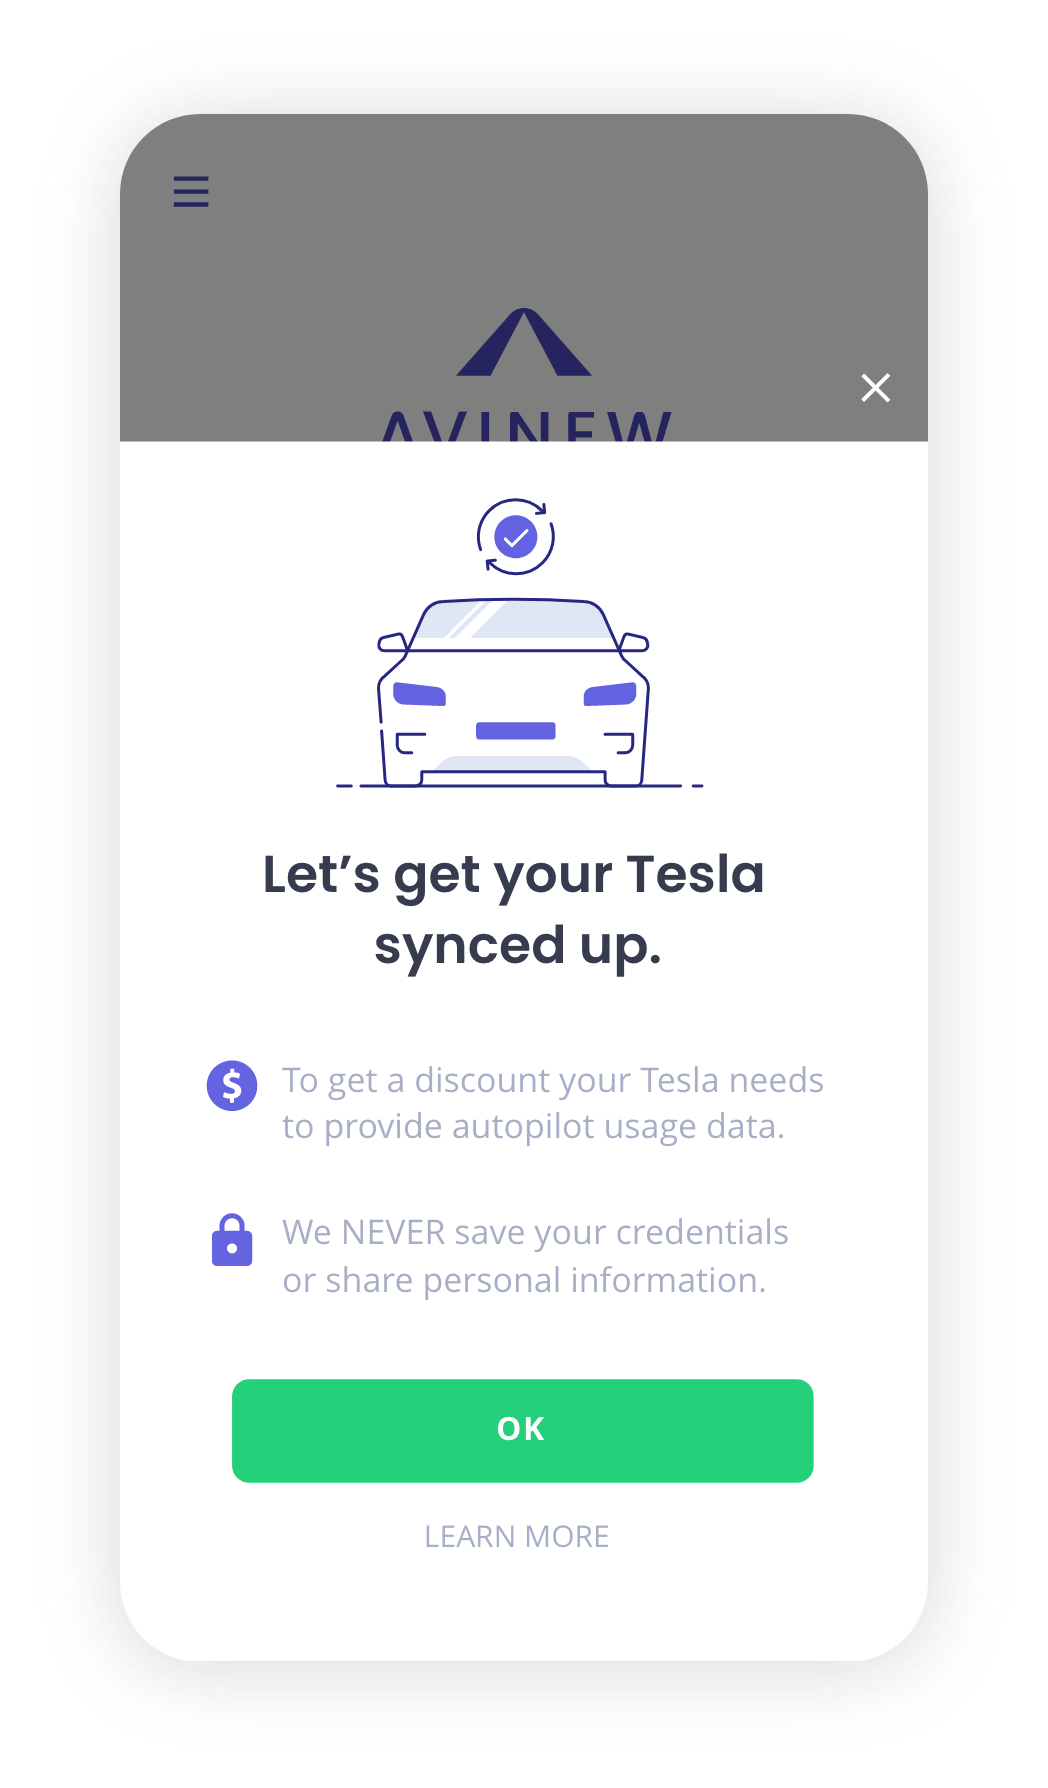 AVINEW
Let’s get your Tesla
synced up.
$
To get a discount your Tesla needs
to provide autopilot usage data.
We NEVER save your credentials
or share personal information.
OK
LEARN MORE